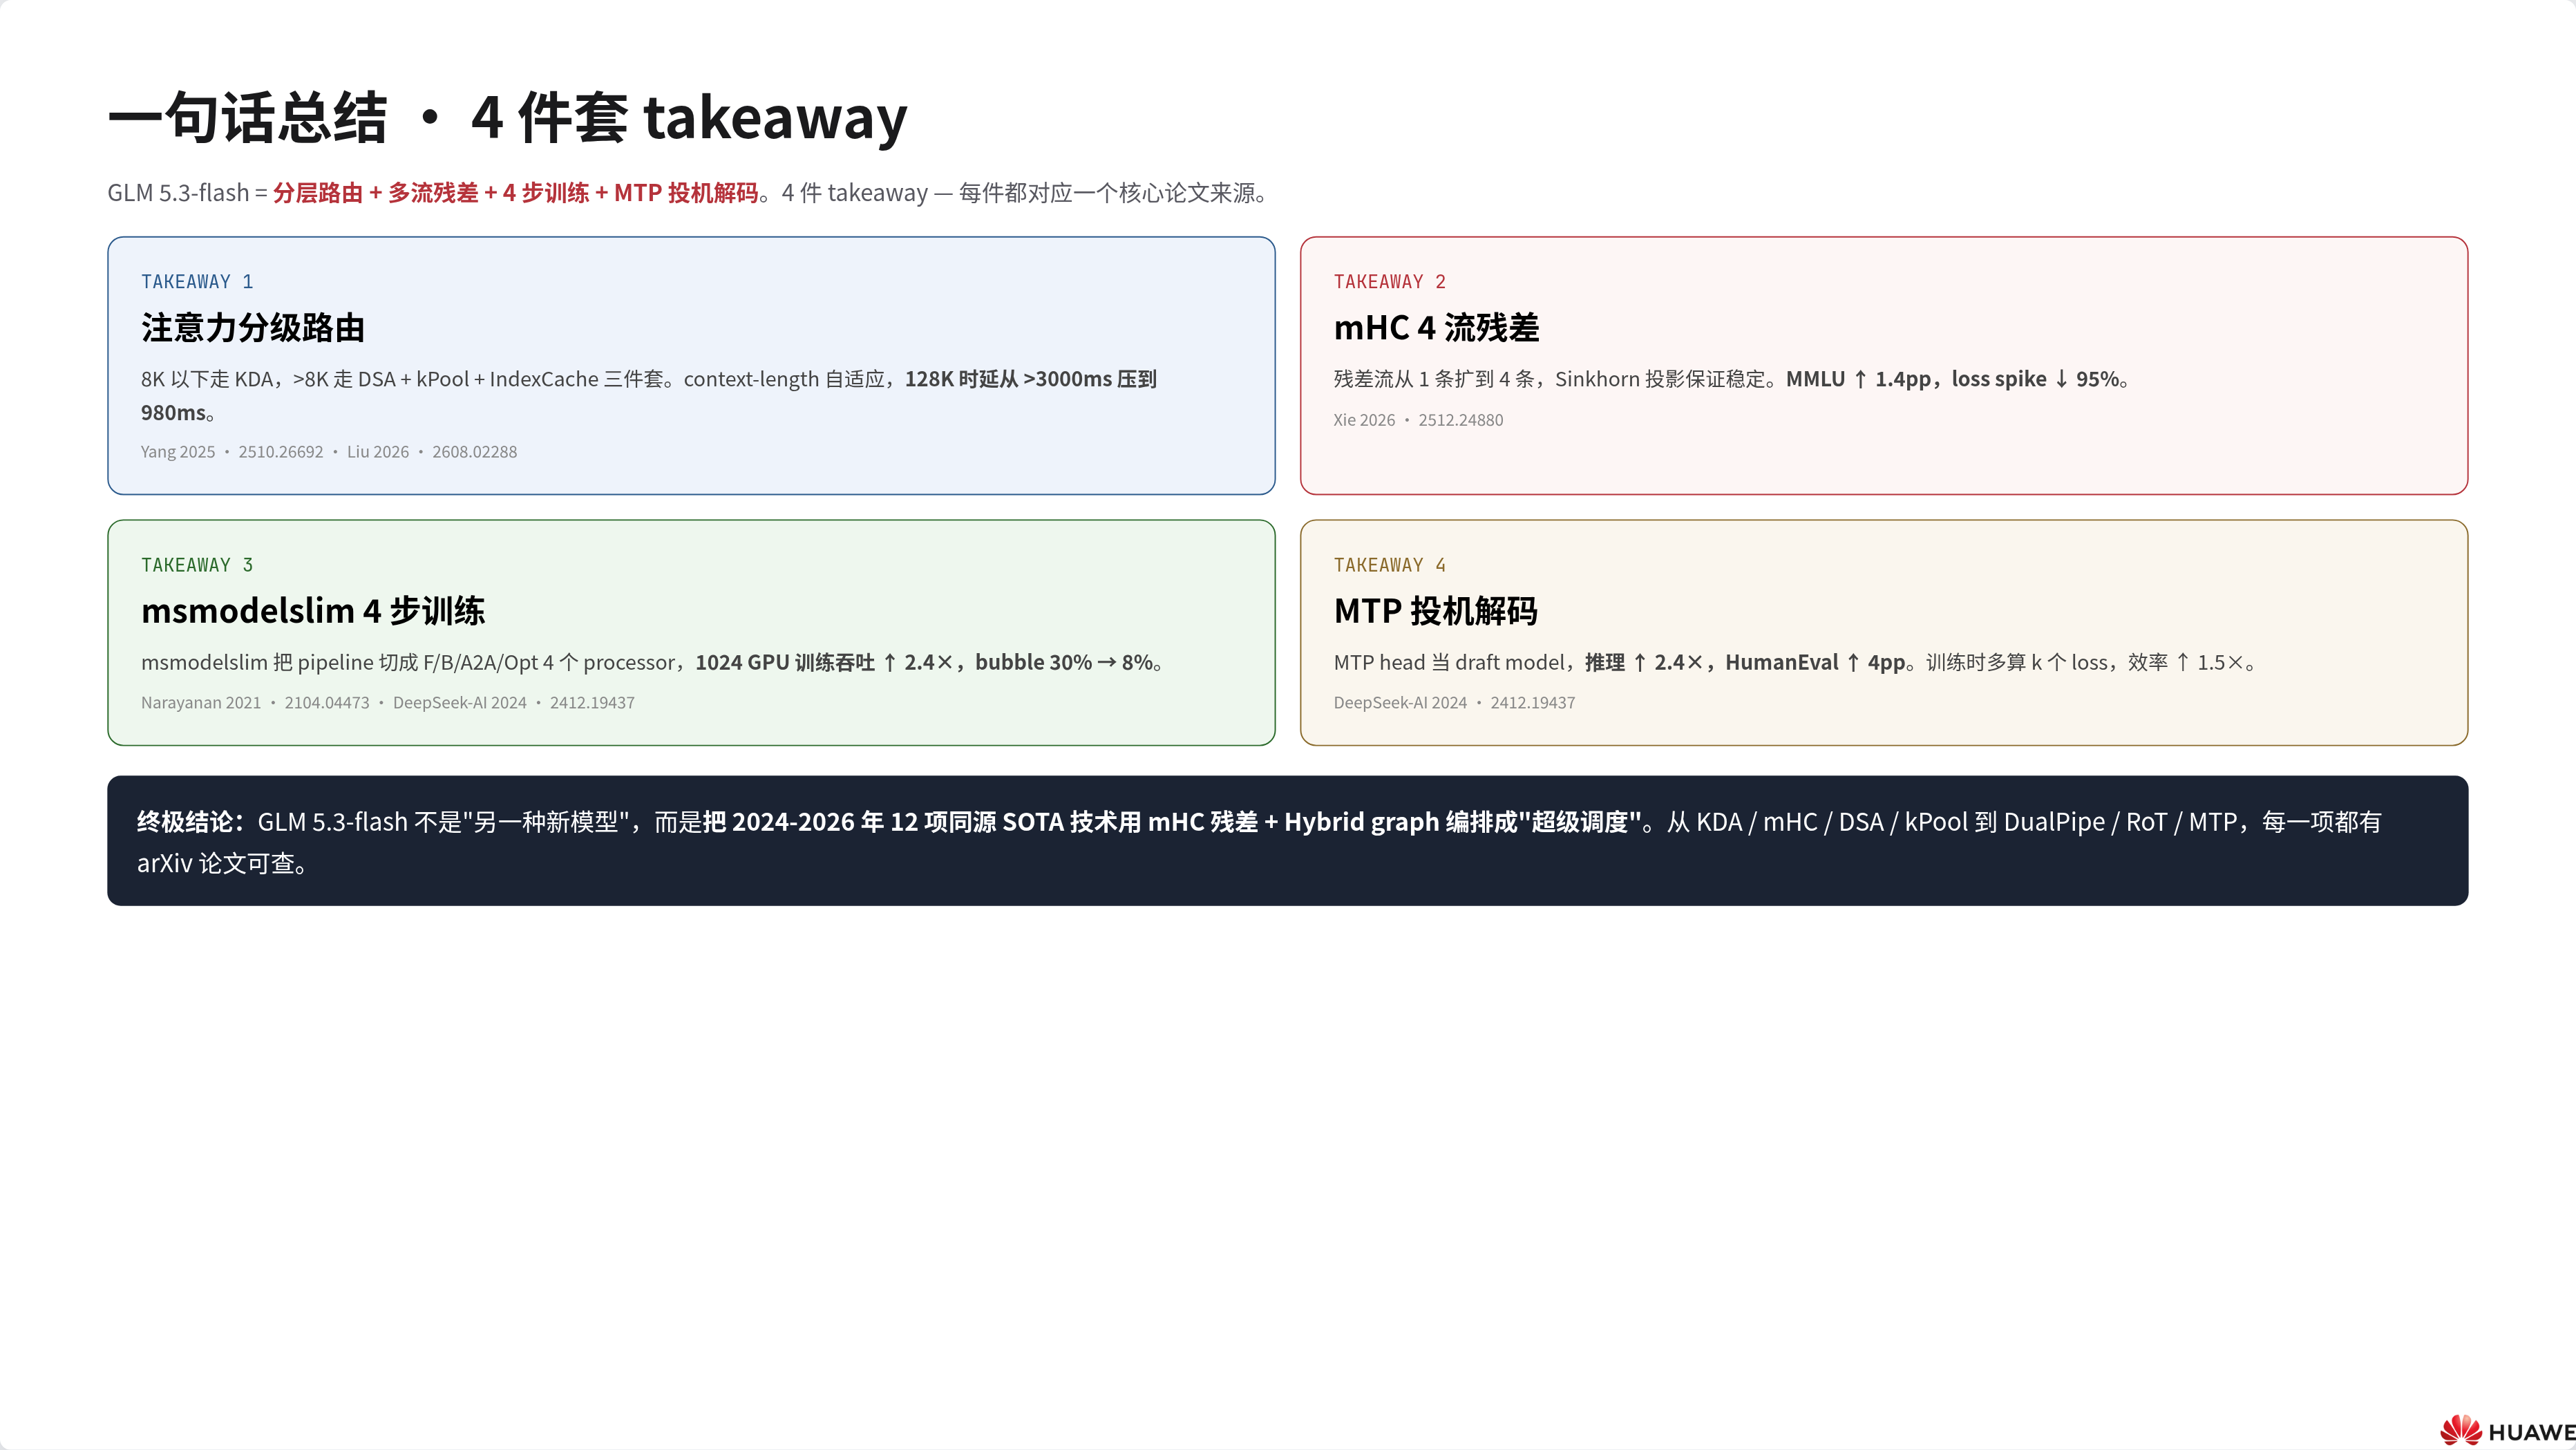 一句话总结 · 4 件套 takeaway
GLM 5.3-flash = 分层路由 + 多流残差 + 4 步训练 + MTP 投机解码。4 件 takeaway — 每件都对应一个核心论文来源。
TAKEAWAY 1
注意力分级路由
8K 以下走 KDA，>8K 走 DSA + kPool + IndexCache 三件套。context-length 自适应，128K 时延从 >3000ms 压到
980ms。
Yang 2025 · 2510.26692 · Liu 2026 · 2608.02288
TAKEAWAY 2
mHC 4 流残差
残差流从 1 条扩到 4 条，Sinkhorn 投影保证稳定。MMLU ↑ 1.4pp，loss spike ↓ 95%。
Xie 2026 · 2512.24880
TAKEAWAY 3
msmodelslim 4 步训练
msmodelslim 把 pipeline 切成 F/B/A2A/Opt 4 个 processor，1024 GPU 训练吞吐 ↑ 2.4×，bubble 30% → 8%。
Narayanan 2021 · 2104.04473 · DeepSeek-AI 2024 · 2412.19437
TAKEAWAY 4
MTP 投机解码
MTP head 当 draft model，推理 ↑ 2.4×，HumanEval ↑ 4pp。训练时多算 k 个 loss，效率 ↑ 1.5×。
DeepSeek-AI 2024 · 2412.19437
终极结论：GLM 5.3-flash 不是"另一种新模型"，而是把 2024-2026 年 12 项同源 SOTA 技术用 mHC 残差 + Hybrid graph 编排成"超级调度"。从 KDA / mHC / DSA / kPool 到 DualPipe / RoT / MTP，每一项都有
arXiv 论文可查。
HUAWE